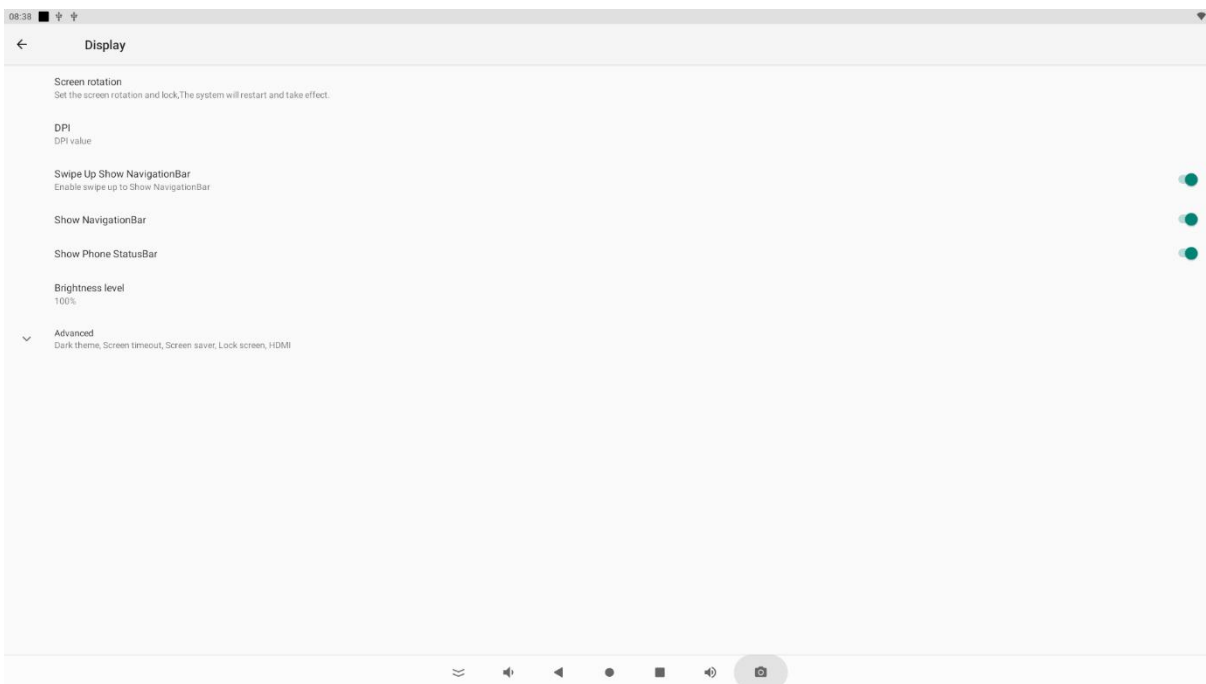 08:38
Display
Screen rotation
Set the screen rotation and lock,The system will restart and take effect.
DPI
DPI value
Swipe Up Show NavigationBar
Enable swipe up to Show NavigationBar
Show NavigationBar
Show Phone StatusBar
Brightness level
100%
Advanced
Dark theme, Screen timeout, Screen saver, Lock screen, HDMI